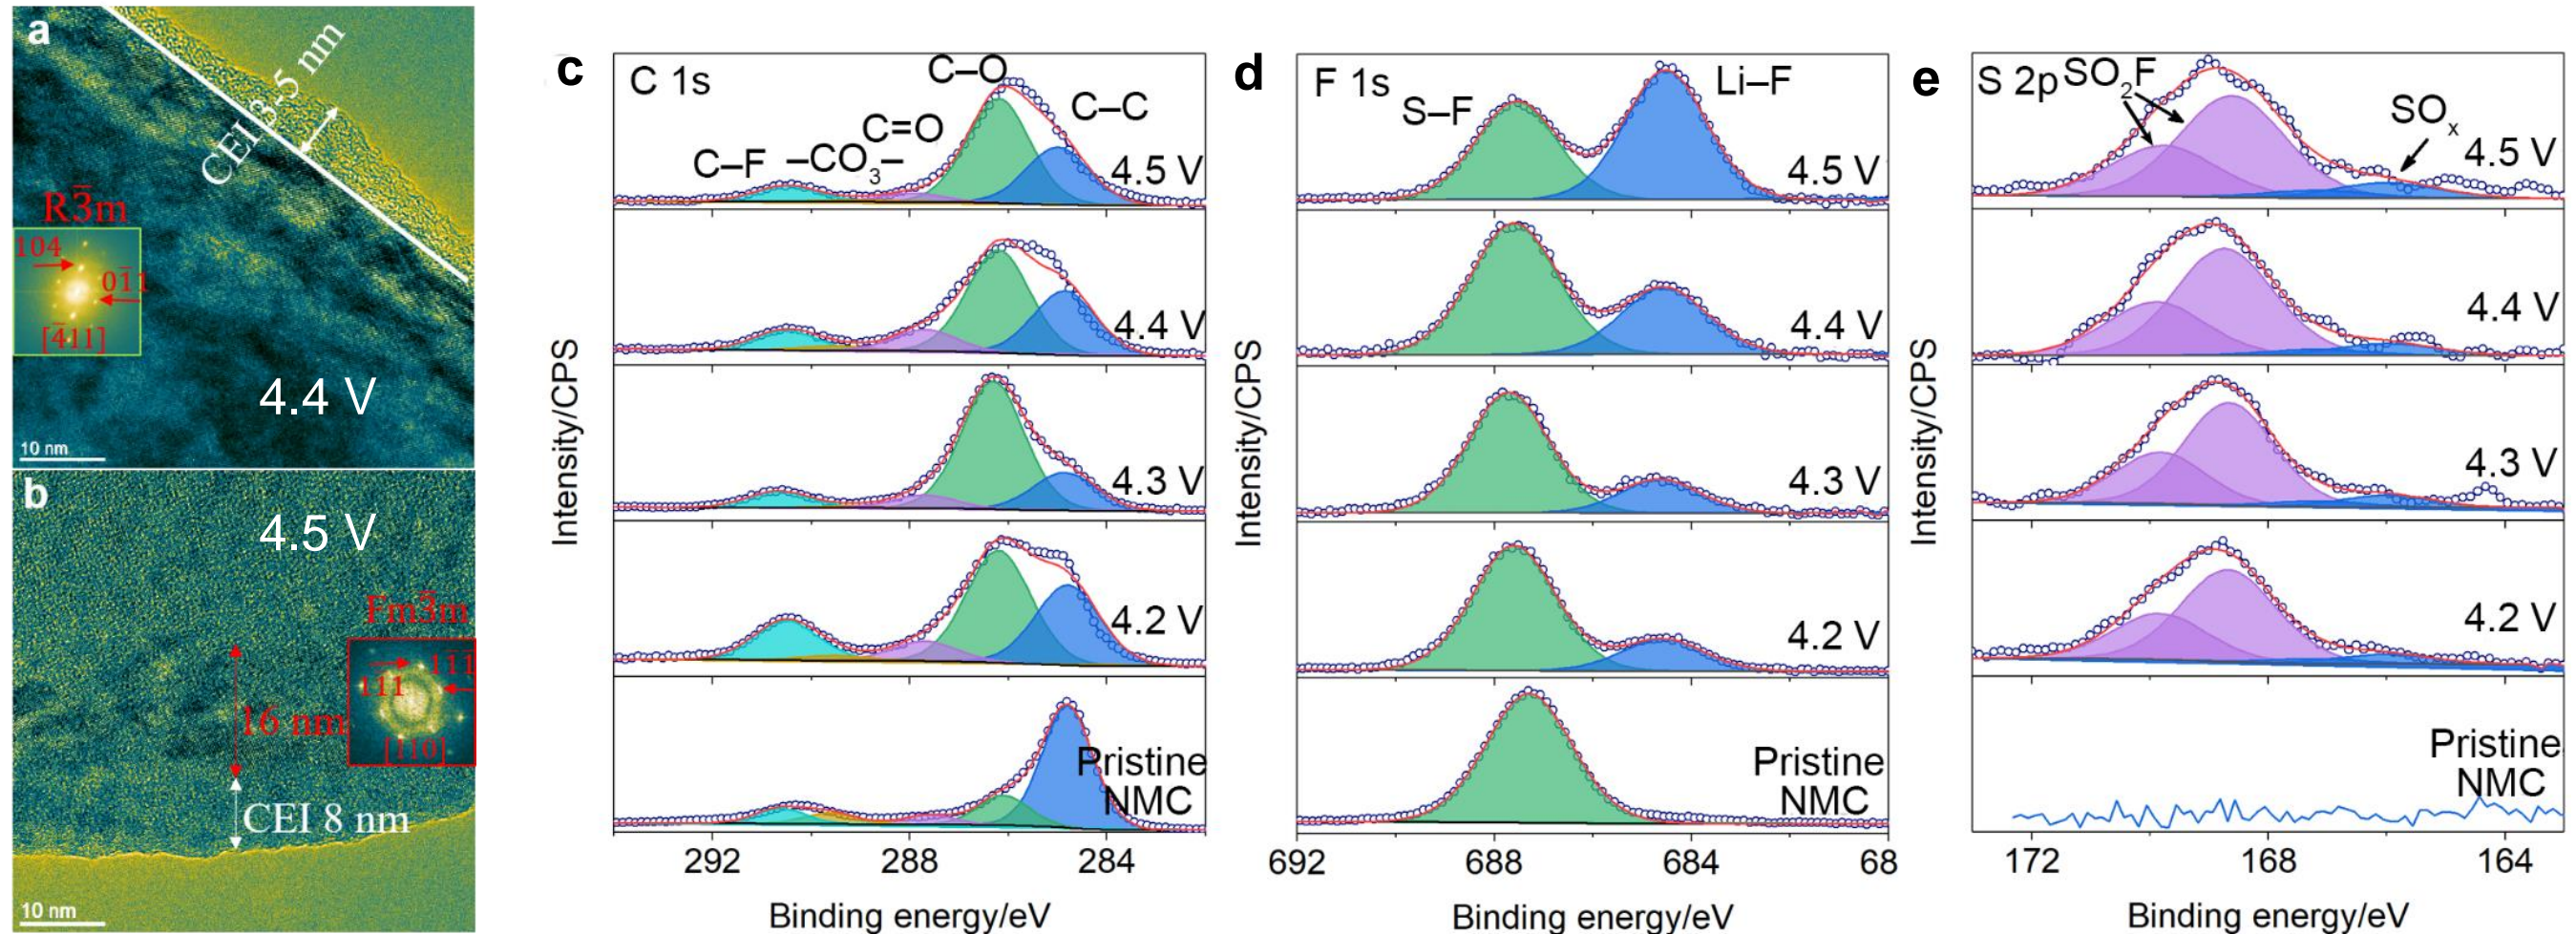 a
CEI 3-5 nm
R3̄m
104
01̄1
[4̄11]
4.4 V
10 nm
b
4.5 V
Fm3̄m
11̄1̄
111
16 nm
[1̄10]
CEI 8 nm
10 nm
c
C 1s
C–O
C–C
C=O
C–F
–CO₃–
4.5 V
4.4 V
4.3 V
4.2 V
Pristine
NMC
Intensity/CPS
292
288
284
Binding energy/eV
d
F 1s
S–F
Li–F
4.5 V
4.4 V
4.3 V
4.2 V
Pristine
NMC
Intensity/CPS
692
688
684
68
Binding energy/eV
e
S 2p
SO₂F
SOₓ
4.5 V
4.4 V
4.3 V
4.2 V
Pristine
NMC
Intensity/CPS
172
168
164
Binding energy/eV